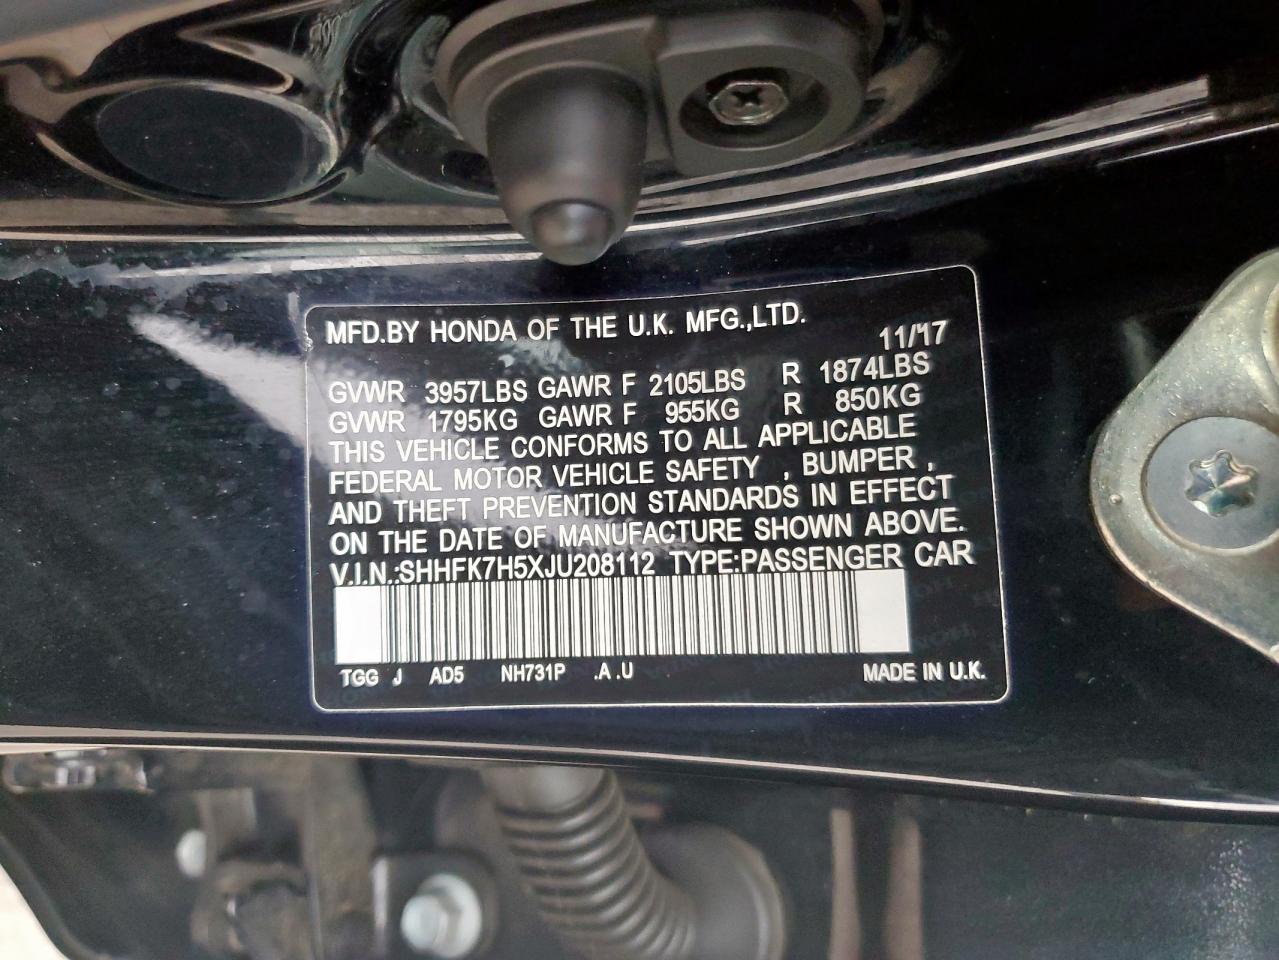 MFD.BY HONDA OF THE U.K. MFG.,LTD.
11/17
GVWR 3957LBS GAWR F 2105LBS R 1874LBS
GVWR 1795KG GAWR F 955KG R 850KG
THIS VEHICLE CONFORMS TO ALL APPLICABLE
FEDERAL MOTOR VEHICLE SAFETY , BUMPER ,
AND THEFT PREVENTION STANDARDS IN EFFECT
ON THE DATE OF MANUFACTURE SHOWN ABOVE.
V.I.N.:SHHFK7H5XJU208112 TYPE:PASSENGER CAR
TGG J AD5 NH731P .A .U MADE IN U.K.